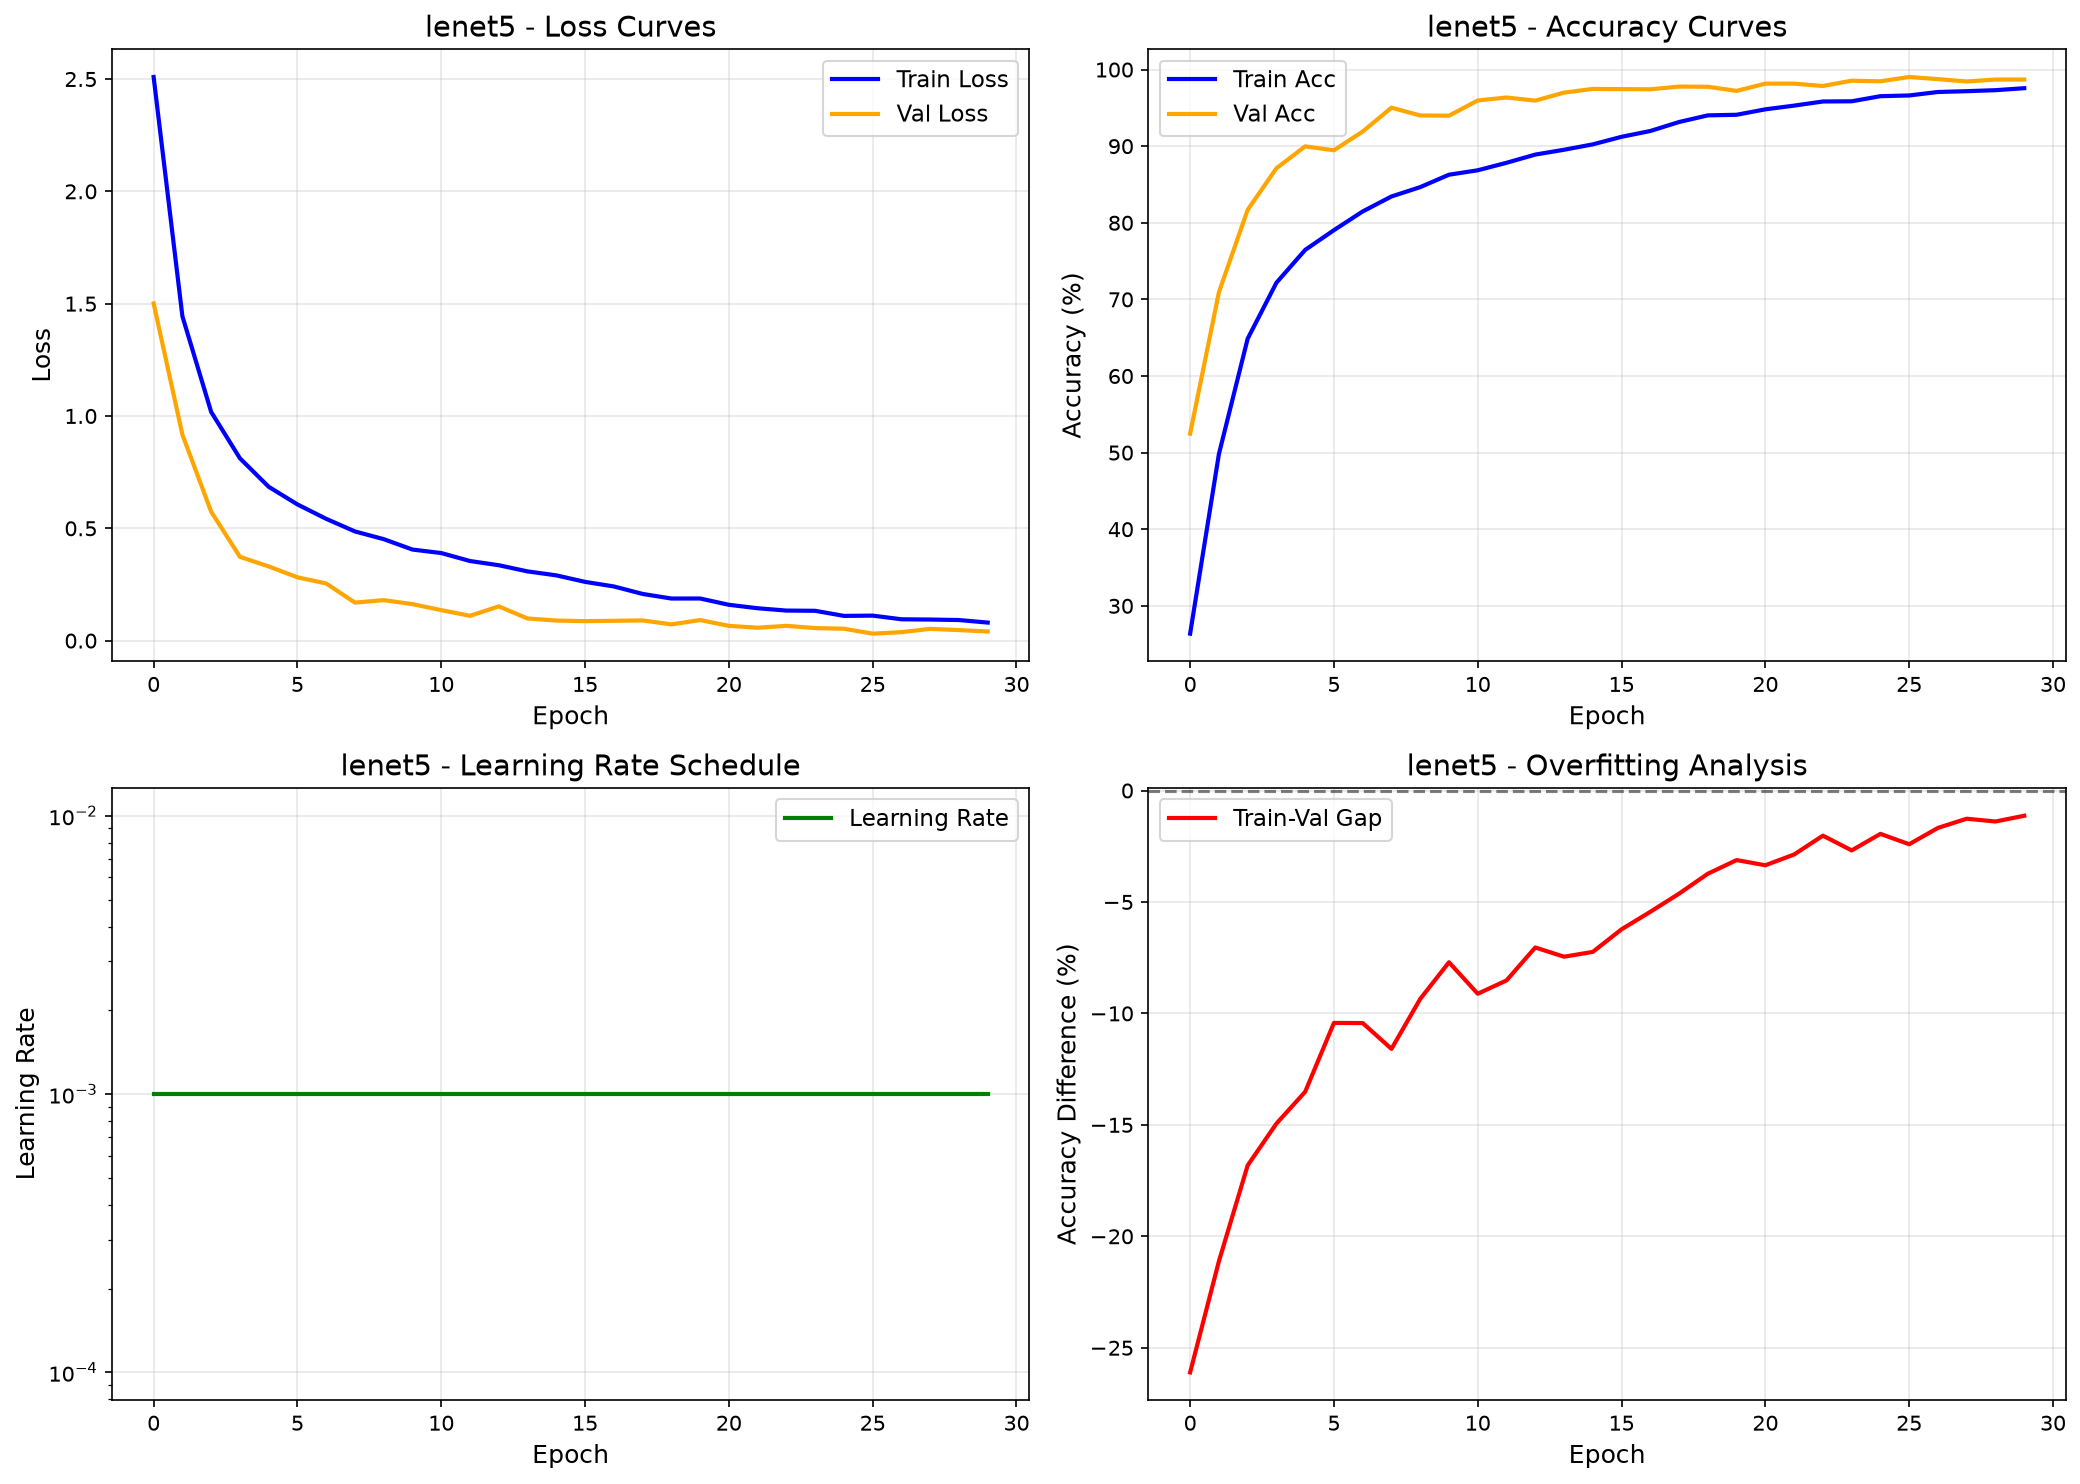 lenet5 - Loss Curves
2.5
2.0
1.5
1.0
0.5
0.0
Loss
Train Loss
Val Loss
0 5 10 15 20 25 30
Epoch
lenet5 - Accuracy Curves
100
90
80
70
60
50
40
30
Accuracy (%)
Train Acc
Val Acc
0 5 10 15 20 25 30
Epoch
lenet5 - Learning Rate Schedule
10⁻²
10⁻³
10⁻⁴
Learning Rate
Learning Rate
0 5 10 15 20 25 30
Epoch
lenet5 - Overfitting Analysis
0
−5
−10
−15
−20
−25
Accuracy Difference (%)
Train-Val Gap
0 5 10 15 20 25 30
Epoch